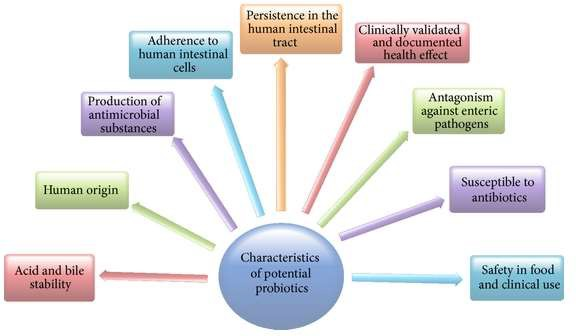 Persistence in the
human intestinal
tract
Clinically validated
and documented
health effect
Adherence to
human intestinal
cells
Antagonism
against enteric
pathogens
Production of
antimicrobial
substances
Susceptible to
antibiotics
Human origin
Characteristics
of potential
probiotics
Acid and bile
stability
Safety in food
and clinical use